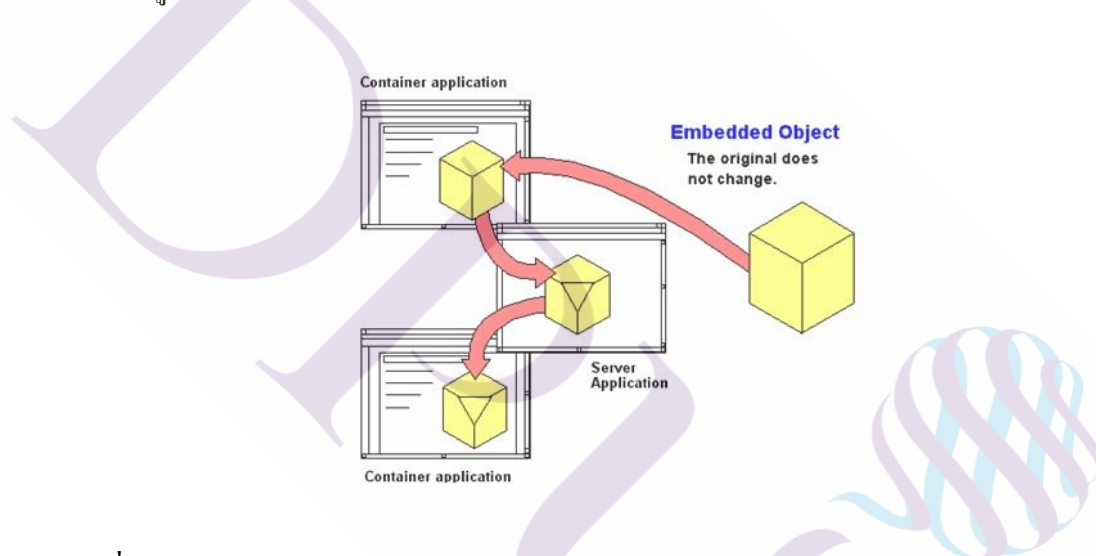 Container application
Embedded Object
The original does
not change.
Server
Application
Container application